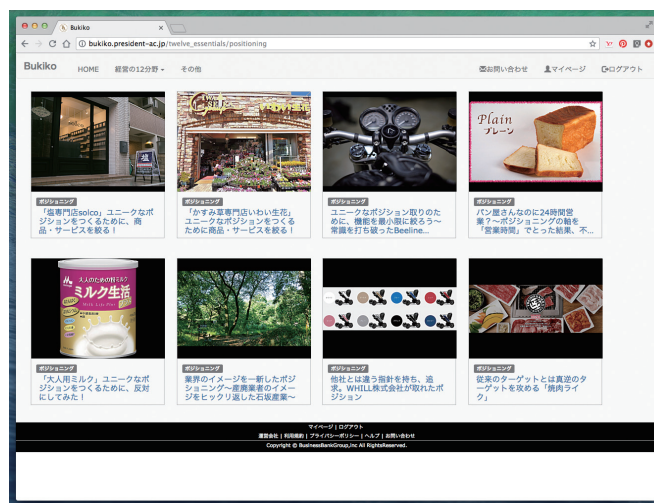 Bukiko
bukiko.president-ac.jp/twelve_essentials/positioning
Bukiko HOME 経営の12分野 その他 お問い合わせ マイページ ログアウト
塩
Plain
プレーン
ポジショニング
「塩専門店solco」ユニークなポ
ジションをつくるために、商
品・サービスを絞る！
ポジショニング
「かすみ草専門店いわい生花」
ユニークなポジションをつくる
ために商品・サービスを絞る！
ポジショニング
ユニークなポジション取りのた
めに、機能を最小限に絞ろう～
常識を打ち破ったBeeline...
ポジショニング
パン屋さんなのに24時間営
業？～ポジショニングの軸を
「営業時間」でとった結果、不...
大人のための粉ミルク
ミルク生活
ポジショニング
「大人用ミルク」ユニークなポ
ジションをつくるために、反対
にしてみた！
ポジショニング
業界のイメージを一新したポジ
ショニング～産廃業者のイメー
ジをヒックリ返した石坂産業～
ポジショニング
他社とは違う指針を持ち、追
求。WHILL株式会社が取れたポ
ジション
ポジショニング
従来のターゲットとは真逆のタ
ーゲットを攻める「焼肉ライ
ク」
マイページ | ログアウト
運営会社 | 利用規約 | プライバシーポリシー | ヘルプ | お問い合わせ
Copyright © BusinessBankGroup,Inc All RightsReserved.